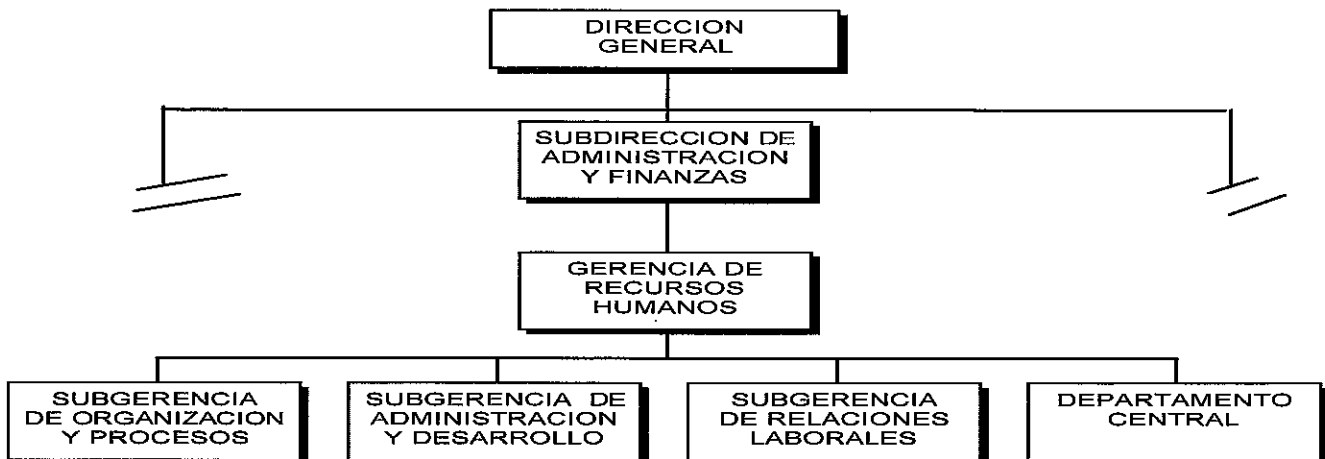 DIRECCION
GENERAL
SUBDIRECCION DE
ADMINISTRACION
Y FINANZAS
GERENCIA DE
RECURSOS
HUMANOS
SUBGERENCIA
DE ORGANIZACION
Y PROCESOS
SUBGERENCIA DE
ADMINISTRACION
Y DESARROLLO
SUBGERENCIA
DE RELACIONES
LABORALES
DEPARTAMENTO
CENTRAL